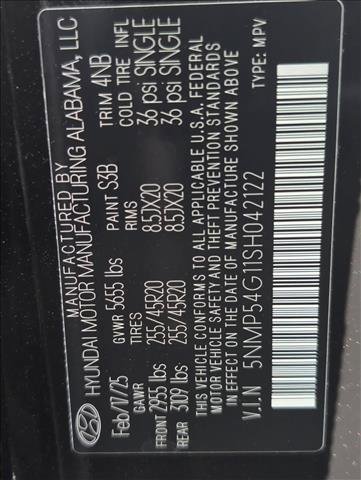 MANUFACTURED BY
HYUNDAI MOTOR MANUFACTURING ALABAMA, LLC
Feb/17/25 GVWR 5655 lbs PAINT S3B TRIM 4NB
GAWR TIRES RIMS COLD TIRE INFL
FRONT 2955 lbs 255/45R20 8.5JX20 36 psi SINGLE
REAR 3109 lbs 255/45R20 8.5JX20 36 psi SINGLE
THIS VEHICLE CONFORMS TO ALL APPLICABLE U.S.A. FEDERAL
MOTOR VEHICLE SAFETY AND THEFT PREVENTION STANDARDS
IN EFFECT ON THE DATE OF MANUFACTURE SHOWN ABOVE.
V.I.N 5NMP54G11SH042122 TYPE: MPV